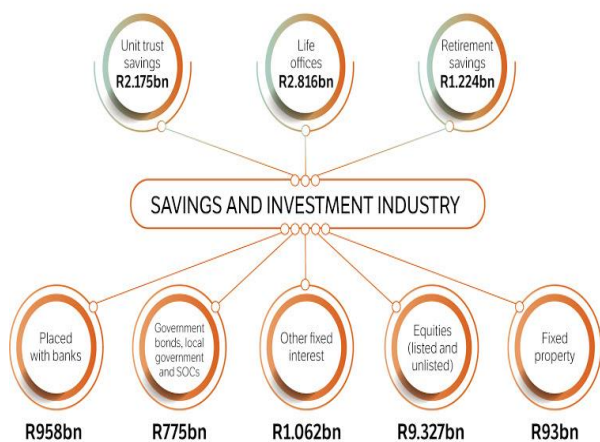 Unit trust
savings
R2.175bn
Life
offices
R2.816bn
Retirement
savings
R1.224bn
SAVINGS AND INVESTMENT INDUSTRY
Placed
with banks
Government
bonds, local
government
and SOCs
Other fixed
interest
Equities
(listed and
unlisted)
Fixed
property
R958bn
R775bn
R1.062bn
R9.327bn
R93bn